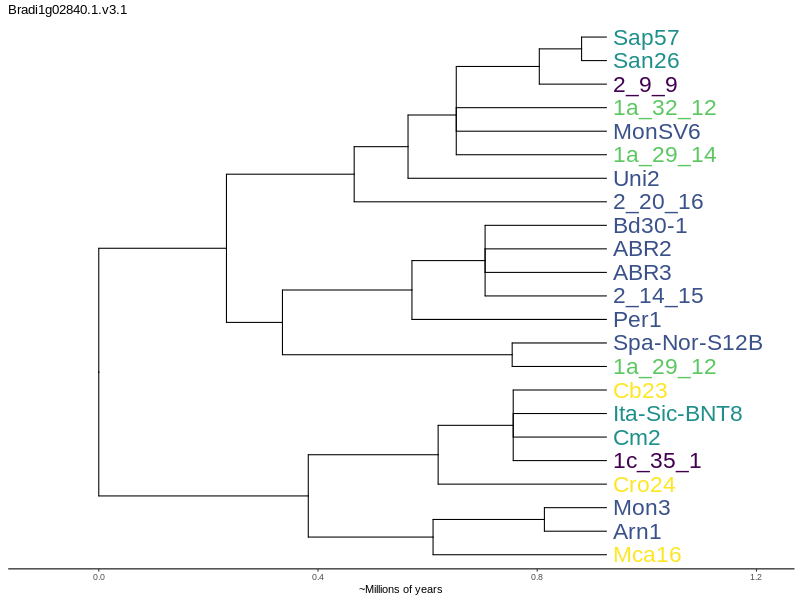 Bradi1g02840.1.v3.1
Sap57
San26
2_9_9
1a_32_12
MonSV6
1a_29_14
Uni2
2_20_16
Bd30-1
ABR2
ABR3
2_14_15
Per1
Spa-Nor-S12B
1a_29_12
Cb23
Ita-Sic-BNT8
Cm2
1c_35_1
Cro24
Mon3
Arn1
Mca16
0.0 0.4 0.8 1.2
~Millions of years